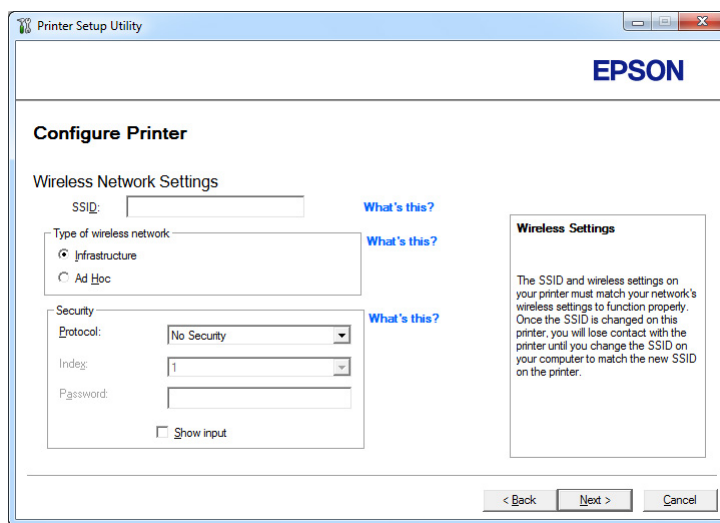 Printer Setup Utility
EPSON
Configure Printer
Wireless Network Settings
SSID:
What's this?
Type of wireless network
What's this?
Infrastructure
Ad Hoc
Security
What's this?
Protocol:
No Security
Index:
1
Password:
Show input
Wireless Settings
The SSID and wireless settings on
your printer must match your network's
wireless settings to function properly.
Once the SSID is changed on this
printer, you will lose contact with the
printer until you change the SSID on
your computer to match the new SSID
on the printer.
< Back
Next >
Cancel